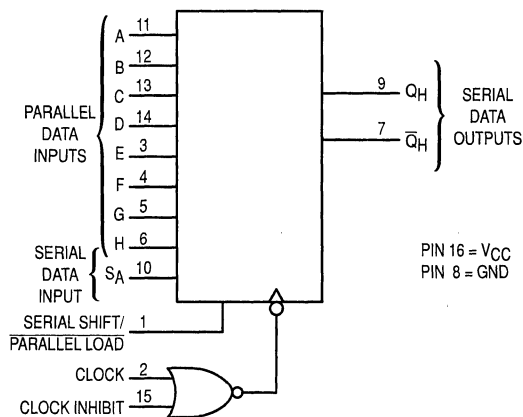 A 11
B 12
C 13
D 14
E 3
F 4
G 5
H 6
PARALLEL
DATA
INPUTS
SERIAL
DATA
INPUT
SA 10
SERIAL SHIFT/
PARALLEL LOAD
1
CLOCK 2
CLOCK INHIBIT 15
9 QH
7 Q̅H
SERIAL
DATA
OUTPUTS
PIN 16 = VCC
PIN 8 = GND